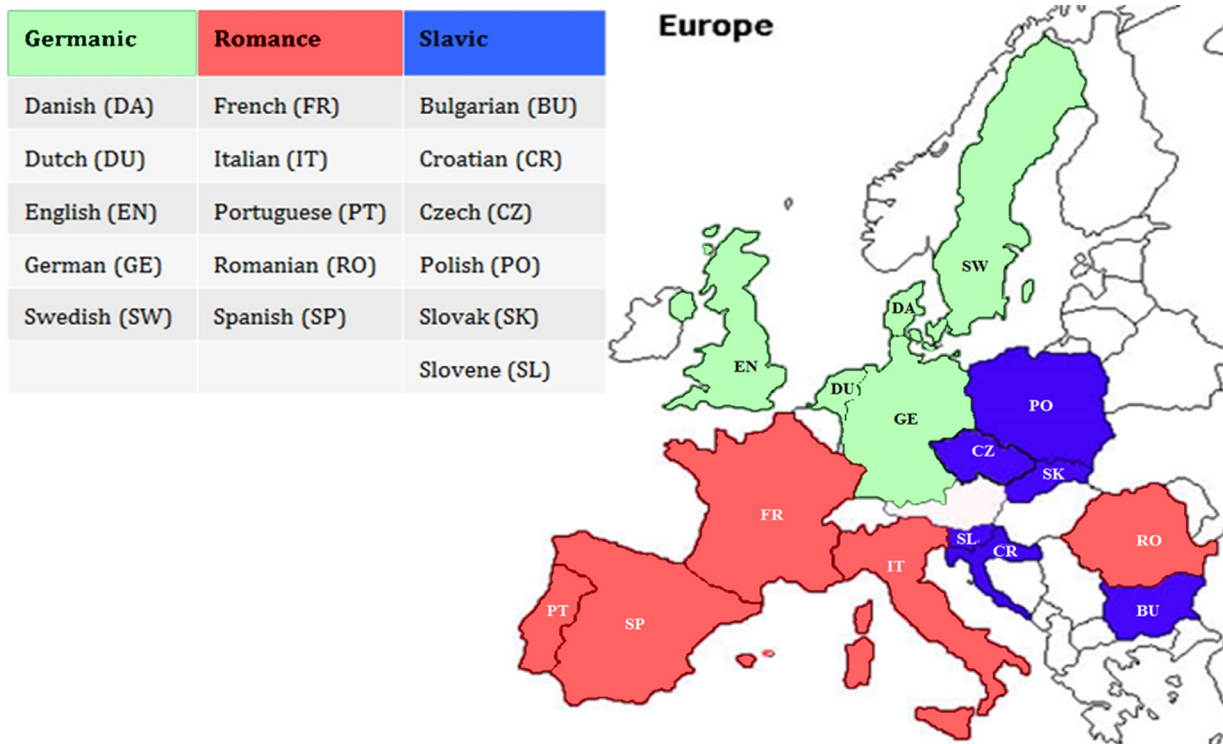 Germanic Romance Slavic
Danish (DA) French (FR) Bulgarian (BU)
Dutch (DU) Italian (IT) Croatian (CR)
English (EN) Portuguese (PT) Czech (CZ)
German (GE) Romanian (RO) Polish (PO)
Swedish (SW) Spanish (SP) Slovak (SK)
Slovene (SL)
Europe
SW
DA
EN
DU
GE
PO
CZ
SK
FR
SL
CR
RO
IT
PT
SP
BU